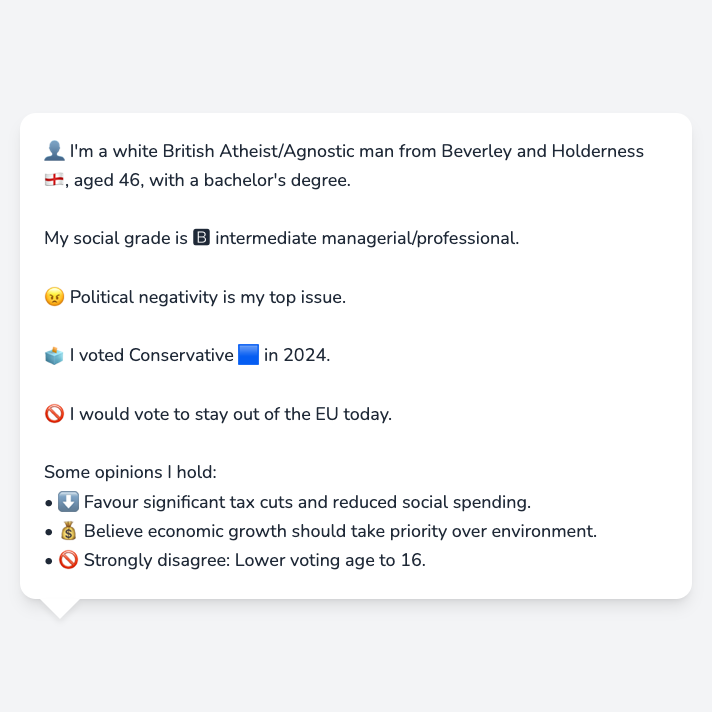 👤 I'm a white British Atheist/Agnostic man from Beverley and Holderness
🏴󠁧󠁢󠁥󠁮󠁧󠁿, aged 46, with a bachelor's degree.
My social grade is 🅱 intermediate managerial/professional.
😠 Political negativity is my top issue.
🗳️ I voted Conservative 🟦 in 2024.
🚫 I would vote to stay out of the EU today.
Some opinions I hold:
• ⬇️ Favour significant tax cuts and reduced social spending.
• 💰 Believe economic growth should take priority over environment.
• 🚫 Strongly disagree: Lower voting age to 16.